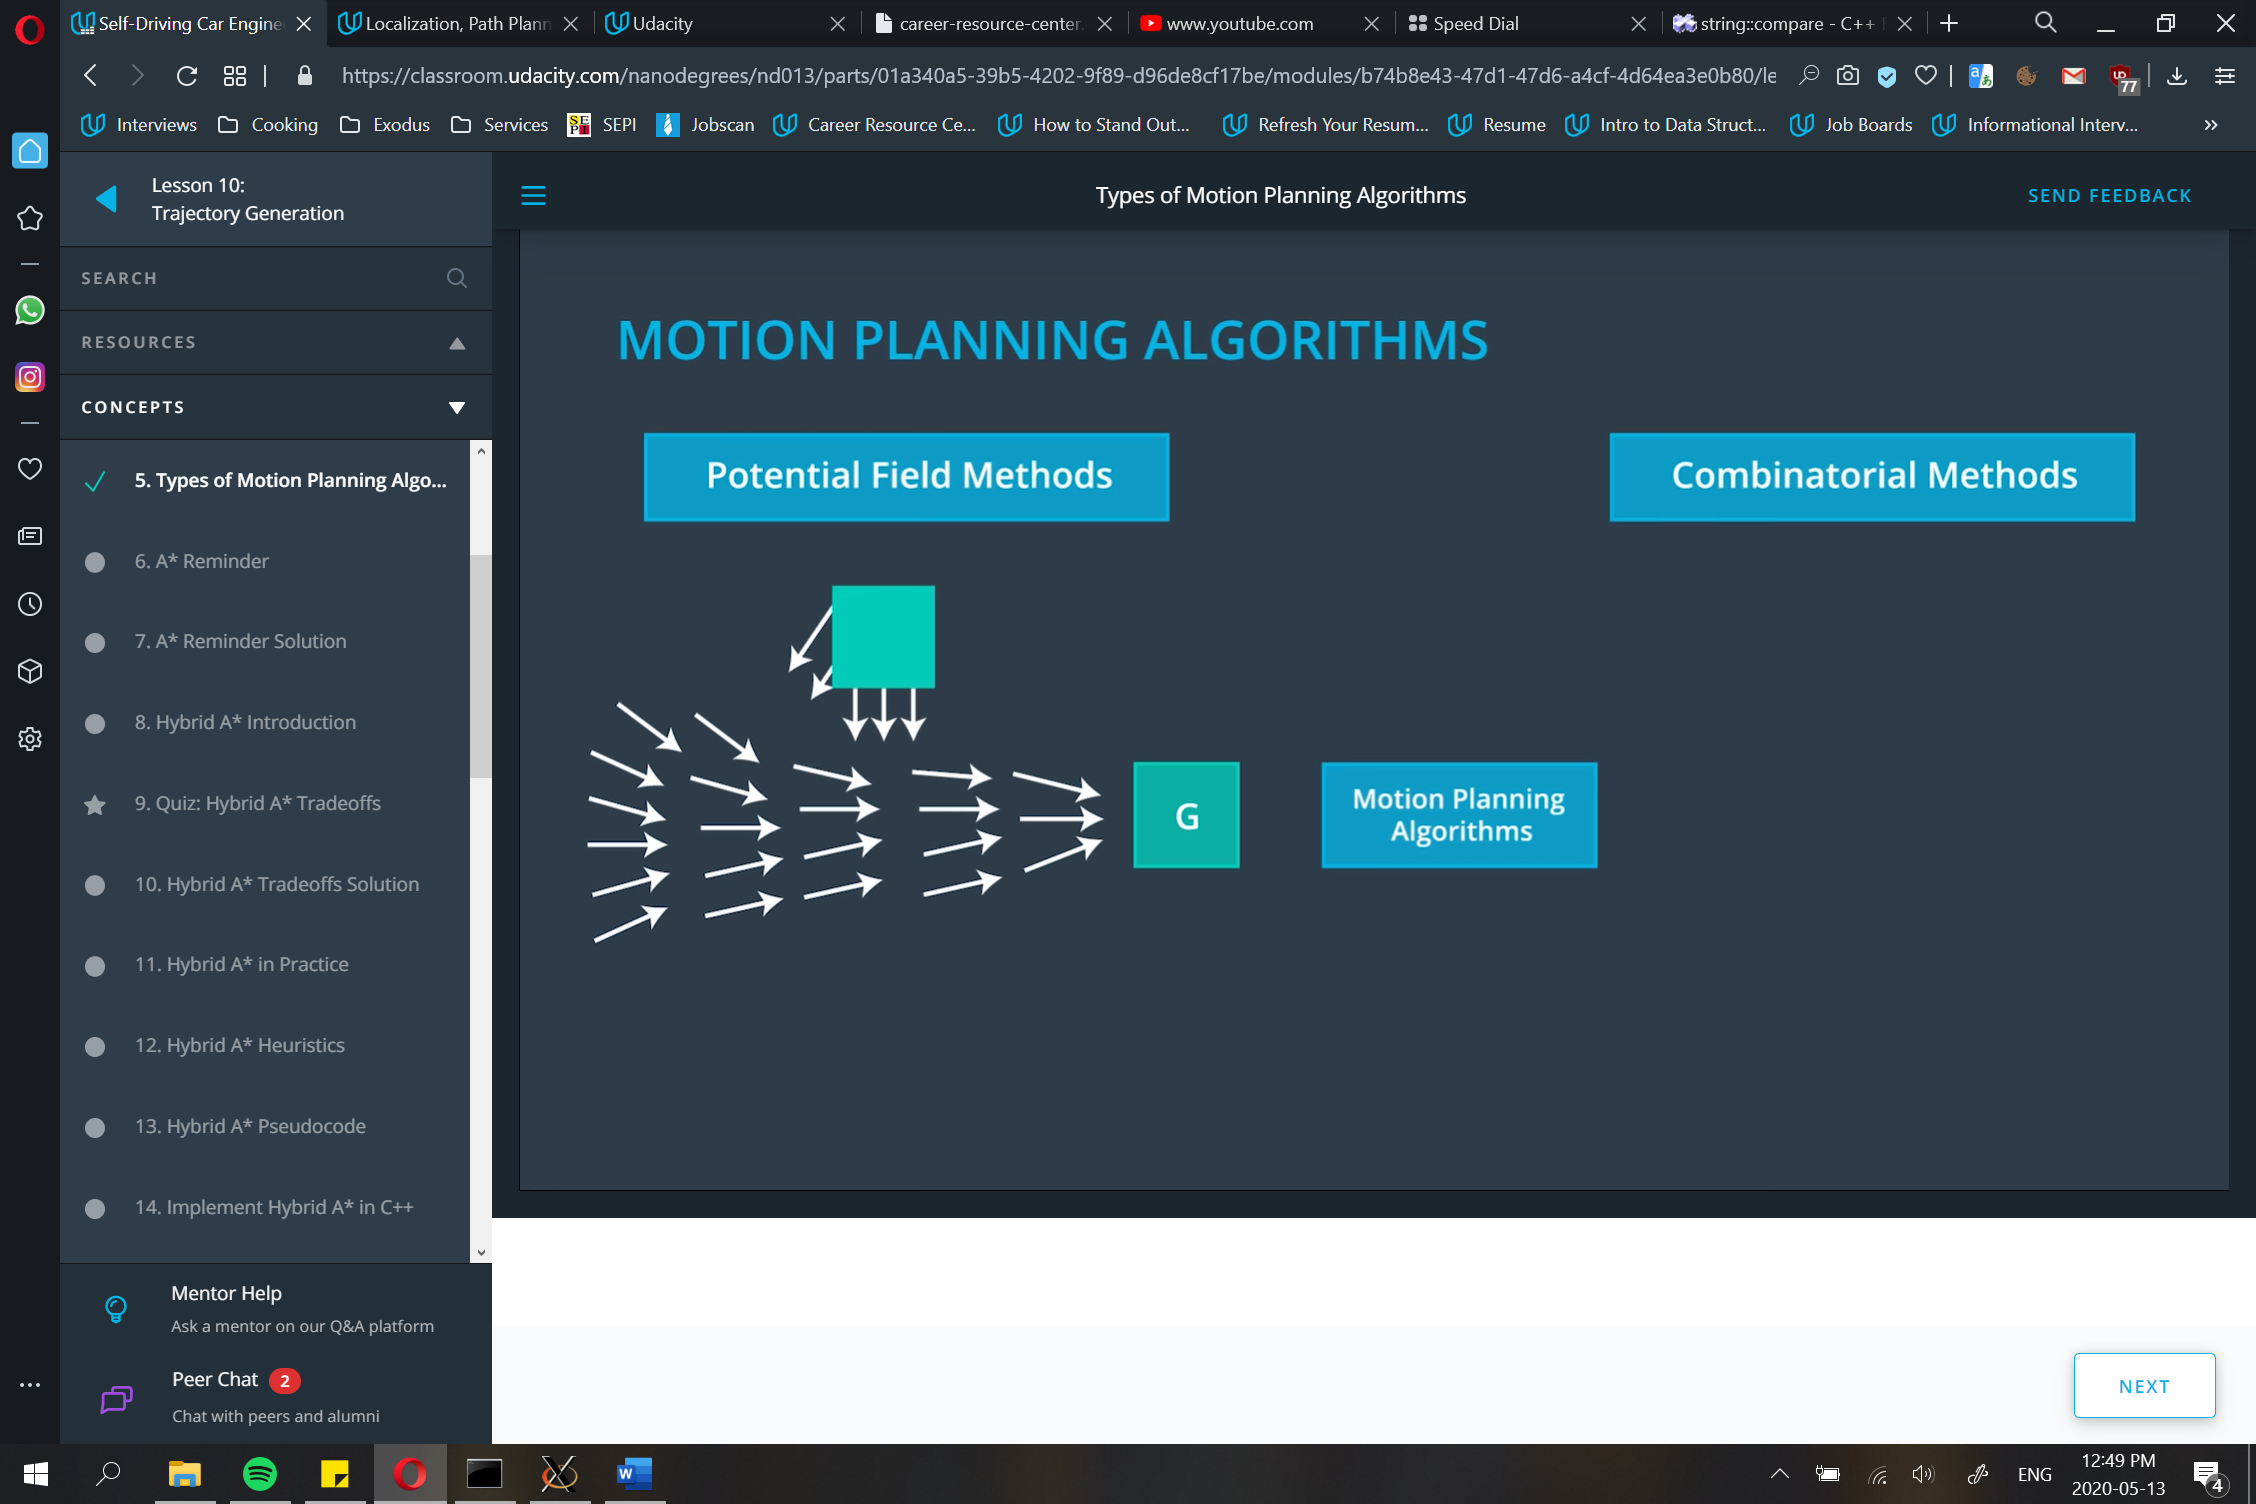 Self-Driving Car Engine
Localization, Path Plann
Udacity
career-resource-center.
www.youtube.com
Speed Dial
string::compare - C++
https://classroom.udacity.com/nanodegrees/nd013/parts/01a340a5-39b5-4202-9f89-d96de8cf17be/modules/b74b8e43-47d1-47d6-a4cf-4d64ea3e0b80/le
77
Interviews
Cooking
Exodus
Services
SEPI
Jobscan
Career Resource Ce...
How to Stand Out...
Refresh Your Resum...
Resume
Intro to Data Struct...
Job Boards
Informational Interv...
Lesson 10:
Trajectory Generation
Types of Motion Planning Algorithms
SEND FEEDBACK
SEARCH
RESOURCES
CONCEPTS
5. Types of Motion Planning Algo...
6. A* Reminder
7. A* Reminder Solution
8. Hybrid A* Introduction
9. Quiz: Hybrid A* Tradeoffs
10. Hybrid A* Tradeoffs Solution
11. Hybrid A* in Practice
12. Hybrid A* Heuristics
13. Hybrid A* Pseudocode
14. Implement Hybrid A* in C++
MOTION PLANNING ALGORITHMS
Potential Field Methods
Combinatorial Methods
G
Motion Planning
Algorithms
Mentor Help
Ask a mentor on our Q&A platform
Peer Chat 2
Chat with peers and alumni
NEXT
ENG
12:49 PM
2020-05-13
4